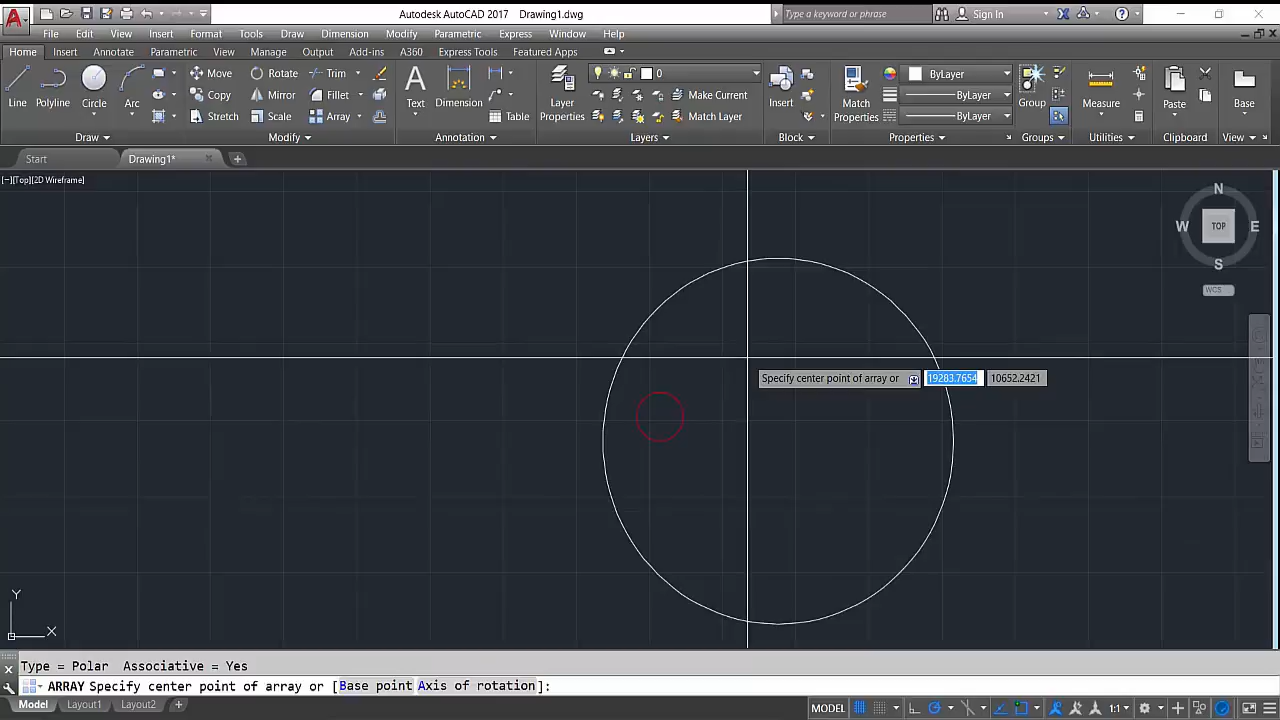 Autodesk AutoCAD 2017 Drawing1.dwg
Type a keyword or phrase
Sign In
File Edit View Insert Format Tools Draw Dimension Modify Parametric Express Window Help
Home Insert Annotate Parametric View Manage Output Add-ins A360 Express Tools Featured Apps
Move Rotate Trim
Copy Mirror Fillet
Stretch Scale Array
Line Polyline Circle Arc
Text Dimension
Table
Layer
Properties
0
Make Current
Match Layer
Insert
Match
Properties
ByLayer
ByLayer
ByLayer
Group
Measure
Paste
Base
Draw Modify Annotation Layers Block Properties Groups Utilities Clipboard View
Start Drawing1*
[−][Top][2D Wireframe]
N
W TOP E
S
WCS
Specify center point of array or 19283.7654 10652.2421
Y
X
Type = Polar Associative = Yes
ARRAY Specify center point of array or [Base point Axis of rotation]:
Model Layout1 Layout2 +
MODEL 1:1